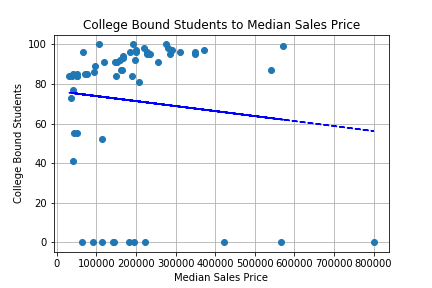 College Bound Students to Median Sales Price
College Bound Students
100
80
60
40
20
0
0 100000 200000 300000 400000 500000 600000 700000 800000
Median Sales Price